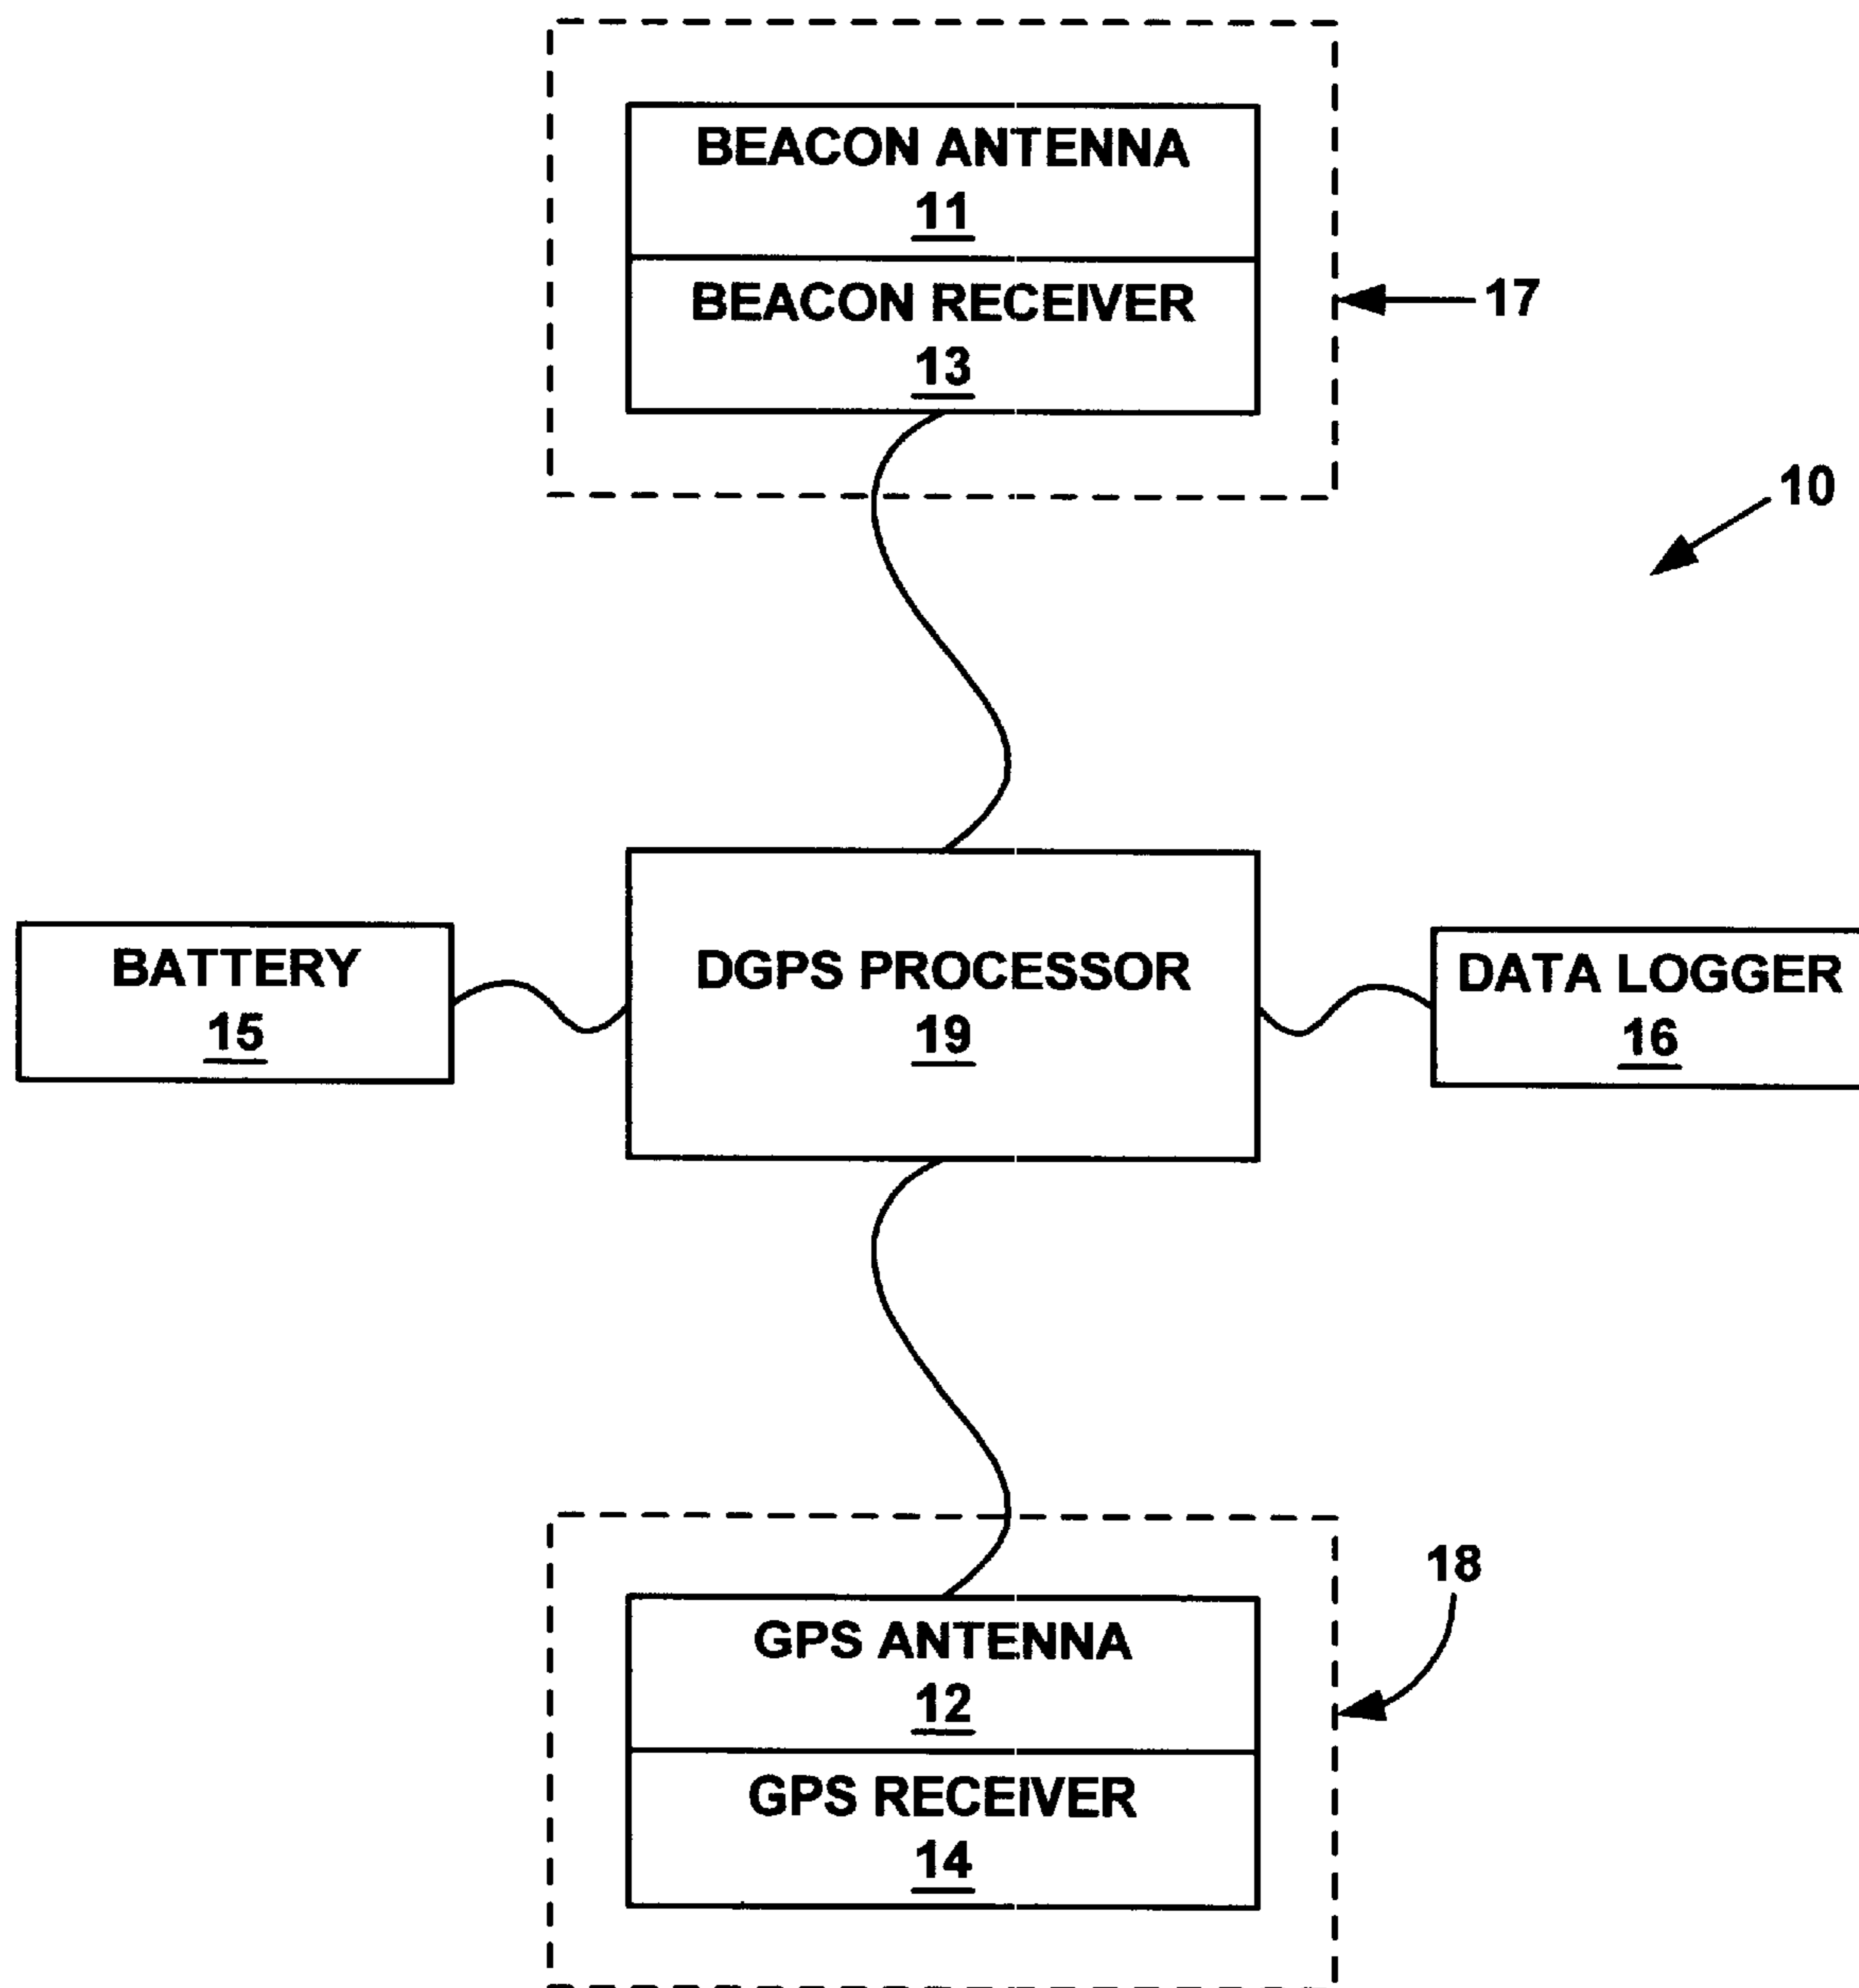 BEACON ANTENNA
11
BEACON RECEIVER
13
17
10
BATTERY
15
DGPS PROCESSOR
19
DATA LOGGER
16
18
GPS ANTENNA
12
GPS RECEIVER
14